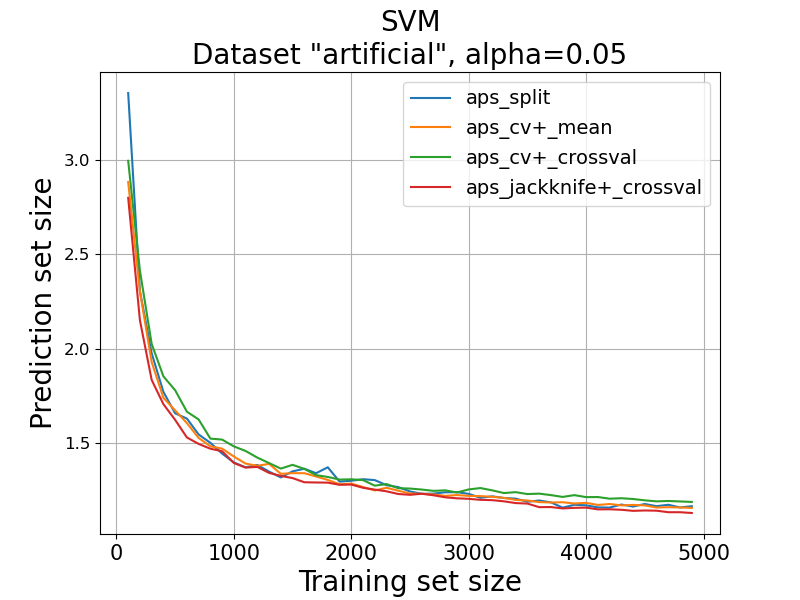 SVM
Dataset "artificial", alpha=0.05
aps_split
aps_cv+_mean
aps_cv+_crossval
aps_jackknife+_crossval
Prediction set size
3.0
2.5
2.0
1.5
0 1000 2000 3000 4000 5000
Training set size